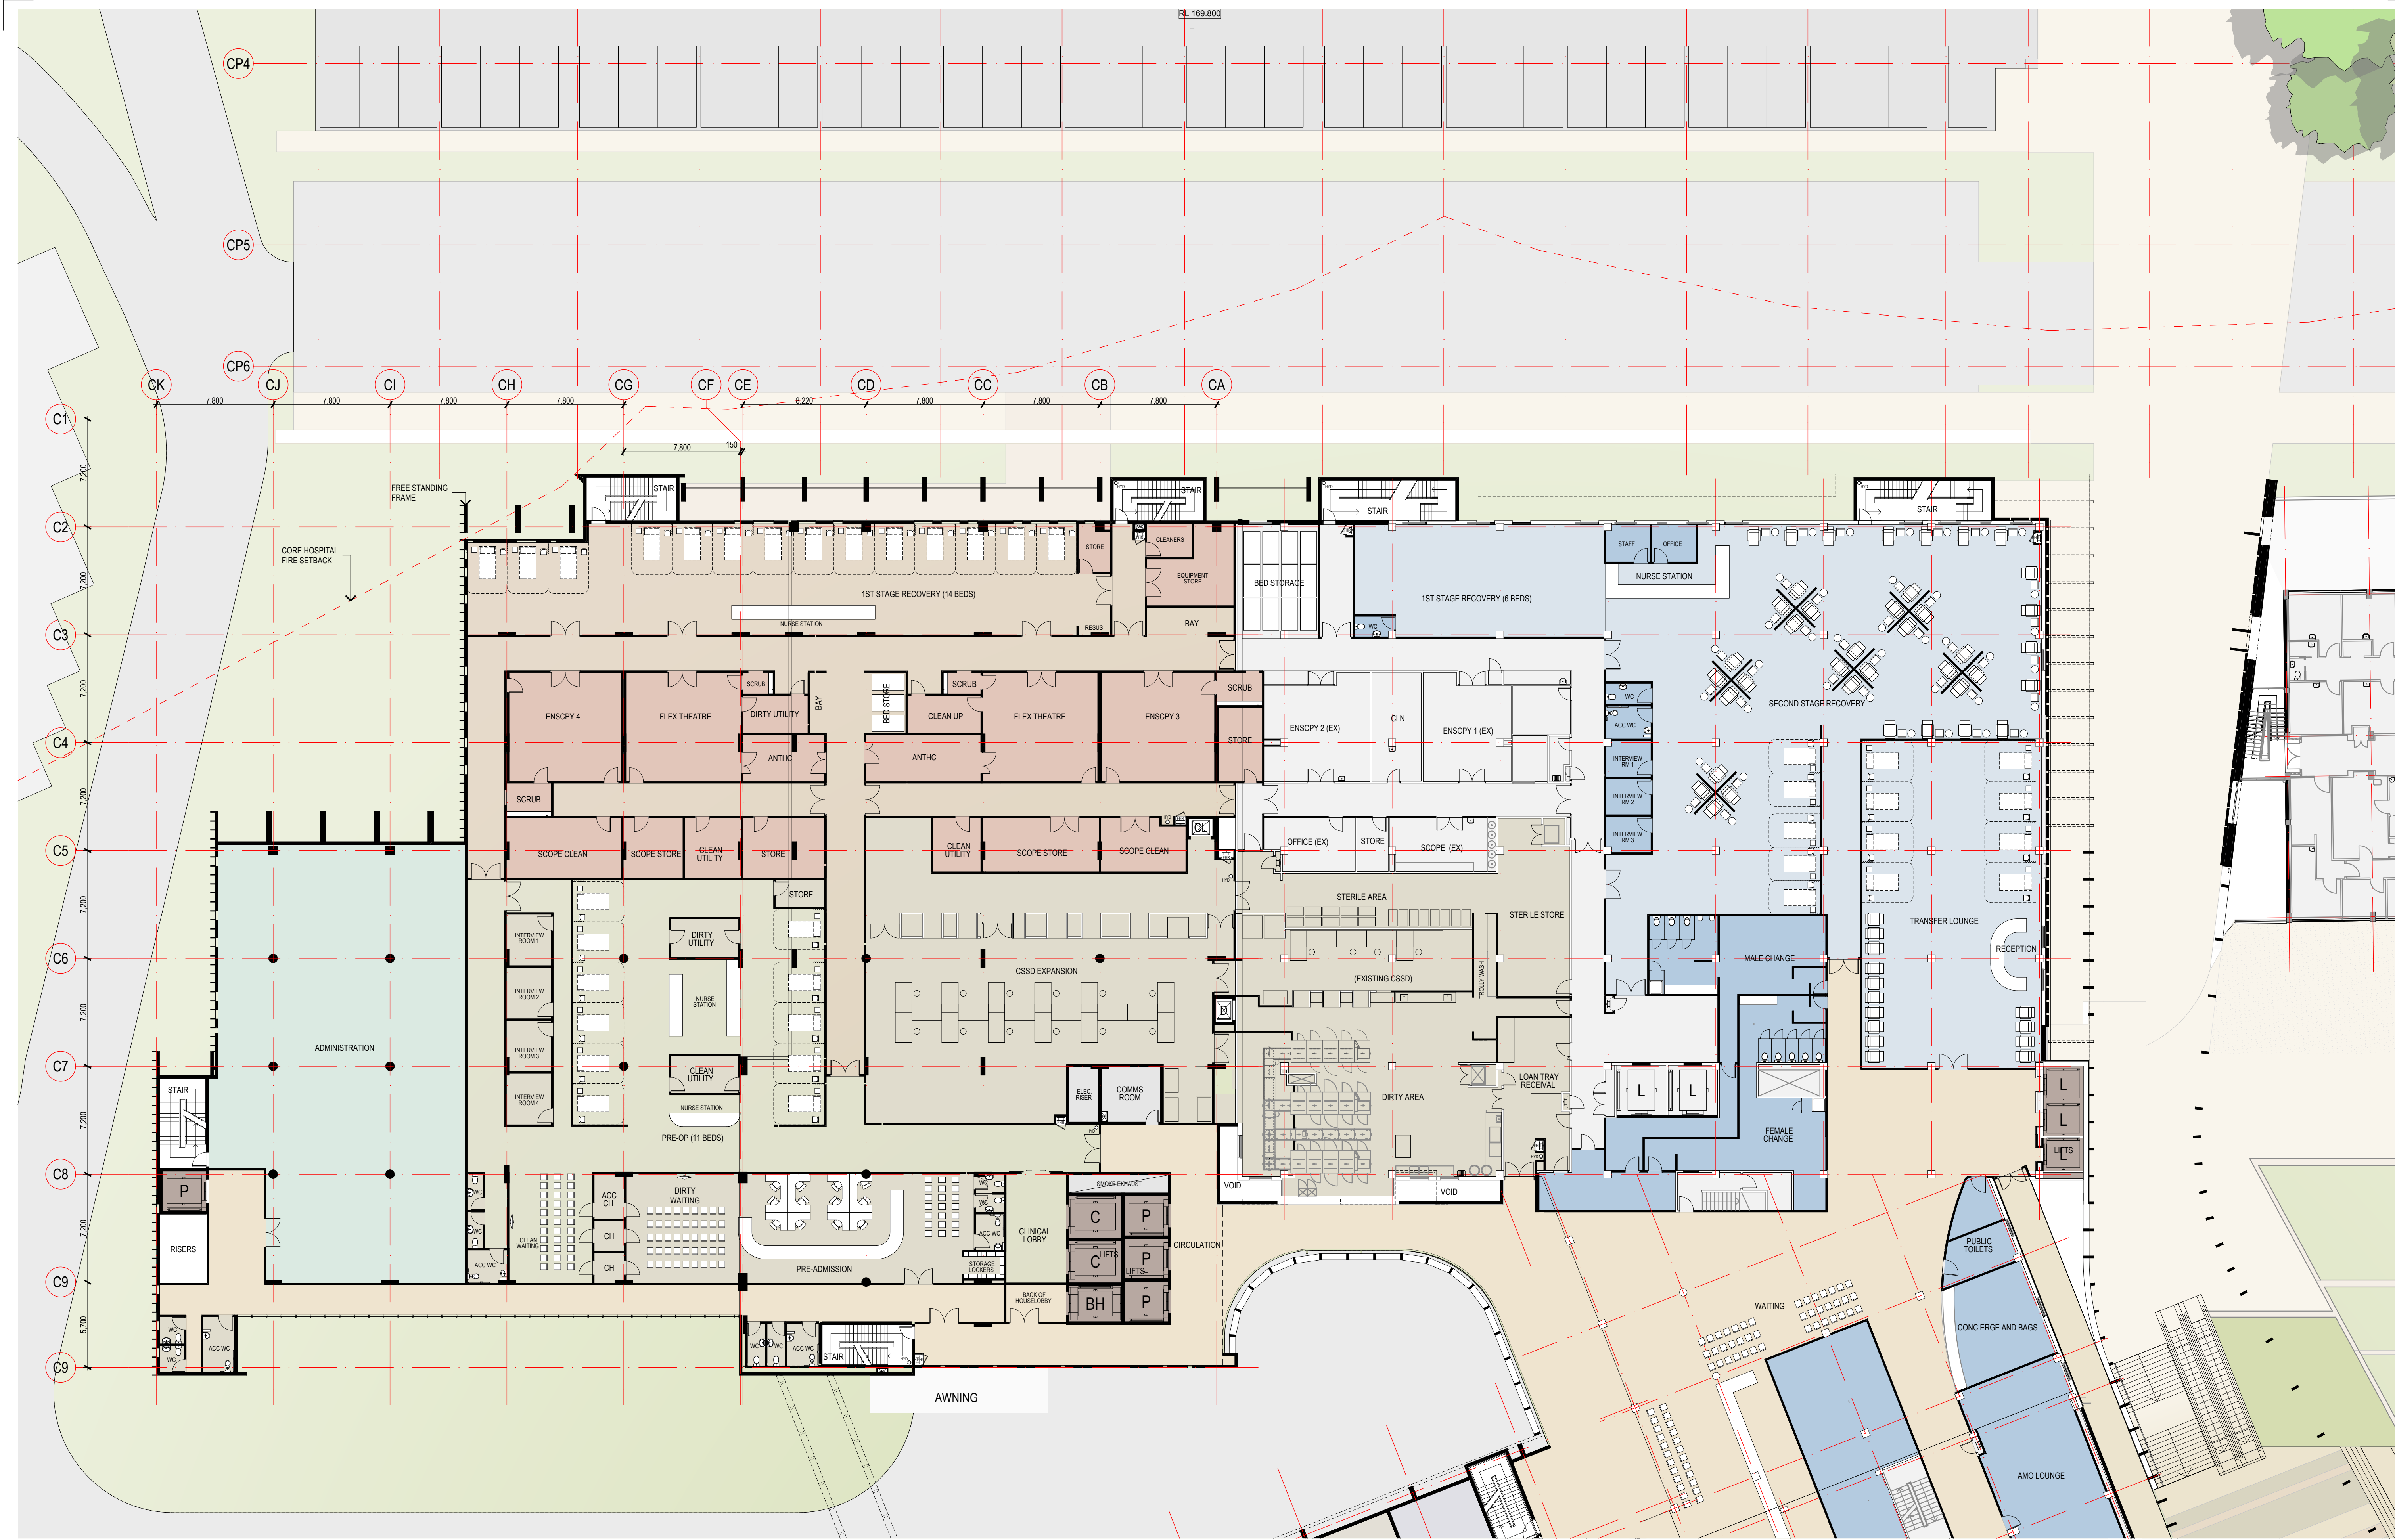 RL 169.800
CP4
CP5
CP6
CK
CJ
CI
CH
CG
CF
CE
CD
CC
CB
CA
7,800
7,800
7,800
7,800
8,220
7,800
7,800
7,800
7,800
150
C1
C2
C3
C4
C5
C6
C7
C8
C9
C9
7,200
7,200
7,200
7,200
7,200
7,200
7,200
7,200
5,700
FREE STANDING
FRAME
CORE HOSPITAL
FIRE SETBACK
STAIR
STAIR
STAIR
STAIR
STORE
CLEANERS
EQUIPMENT
STORE
1ST STAGE RECOVERY (14 BEDS)
NURSE STATION
RESUS
BAY
BED STORAGE
1ST STAGE RECOVERY (6 BEDS)
WC
STAFF
OFFICE
NURSE STATION
ENSCPY 4
FLEX THEATRE
SCRUB
DIRTY UTILITY
BAY
ANTHC
BED STORE
SCRUB
CLEAN UP
ANTHC
FLEX THEATRE
ENSCPY 3
SCRUB
STORE
ENSCPY 2 (EX)
CLN
ENSCPY 1 (EX)
WC
ACC WC
INTERVIEW
RM 1
INTERVIEW
RM 2
INTERVIEW
RM 3
SECOND STAGE RECOVERY
SCRUB
SCOPE CLEAN
SCOPE STORE
CLEAN
UTILITY
STORE
CLEAN
UTILITY
SCOPE STORE
SCOPE CLEAN
CL
OFFICE (EX)
STORE
SCOPE (EX)
STORE
STERILE AREA
STERILE STORE
TRANSFER LOUNGE
RECEPTION
INTERVIEW
ROOM 1
INTERVIEW
ROOM 2
INTERVIEW
ROOM 3
INTERVIEW
ROOM 4
DIRTY
UTILITY
NURSE
STATION
CLEAN
UTILITY
NURSE STATION
PRE-OP (11 BEDS)
CSSD EXPANSION
(EXISTING CSSD)
TROLLY WASH
D
MALE CHANGE
ADMINISTRATION
ELEC
RISER
COMMS.
ROOM
DIRTY AREA
LOAN TRAY
RECEIVAL
L
L
FEMALE
CHANGE
L
L
L
LIFTS
STAIR
P
RISERS
WC
WC
ACC WC
CLEAN
WAITING
ACC
CH
CH
CH
DIRTY
WAITING
PRE-ADMISSION
WC
WC
ACC WC
STORAGE
LOCKERS
CLINICAL
LOBBY
SMOKE EXHAUST
C
P
C
P
LIFTS
LIFTS
BH
P
CIRCULATION
BACK OF
HOUSELOBBY
VOID
VOID
WC
WC
ACC WC
WC
WC
ACC WC
STAIR
AWNING
PUBLIC
TOILETS
WAITING
CONCIERGE AND BAGS
AMO LOUNGE